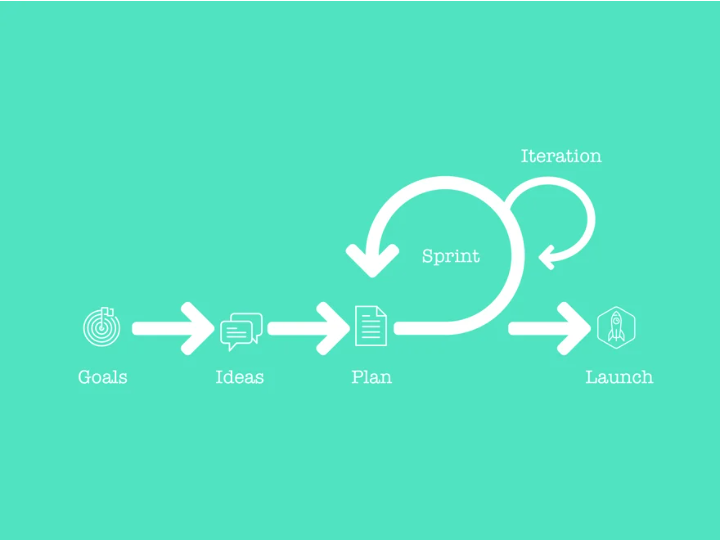 Iteration
Sprint
Goals
Ideas
Plan
Launch